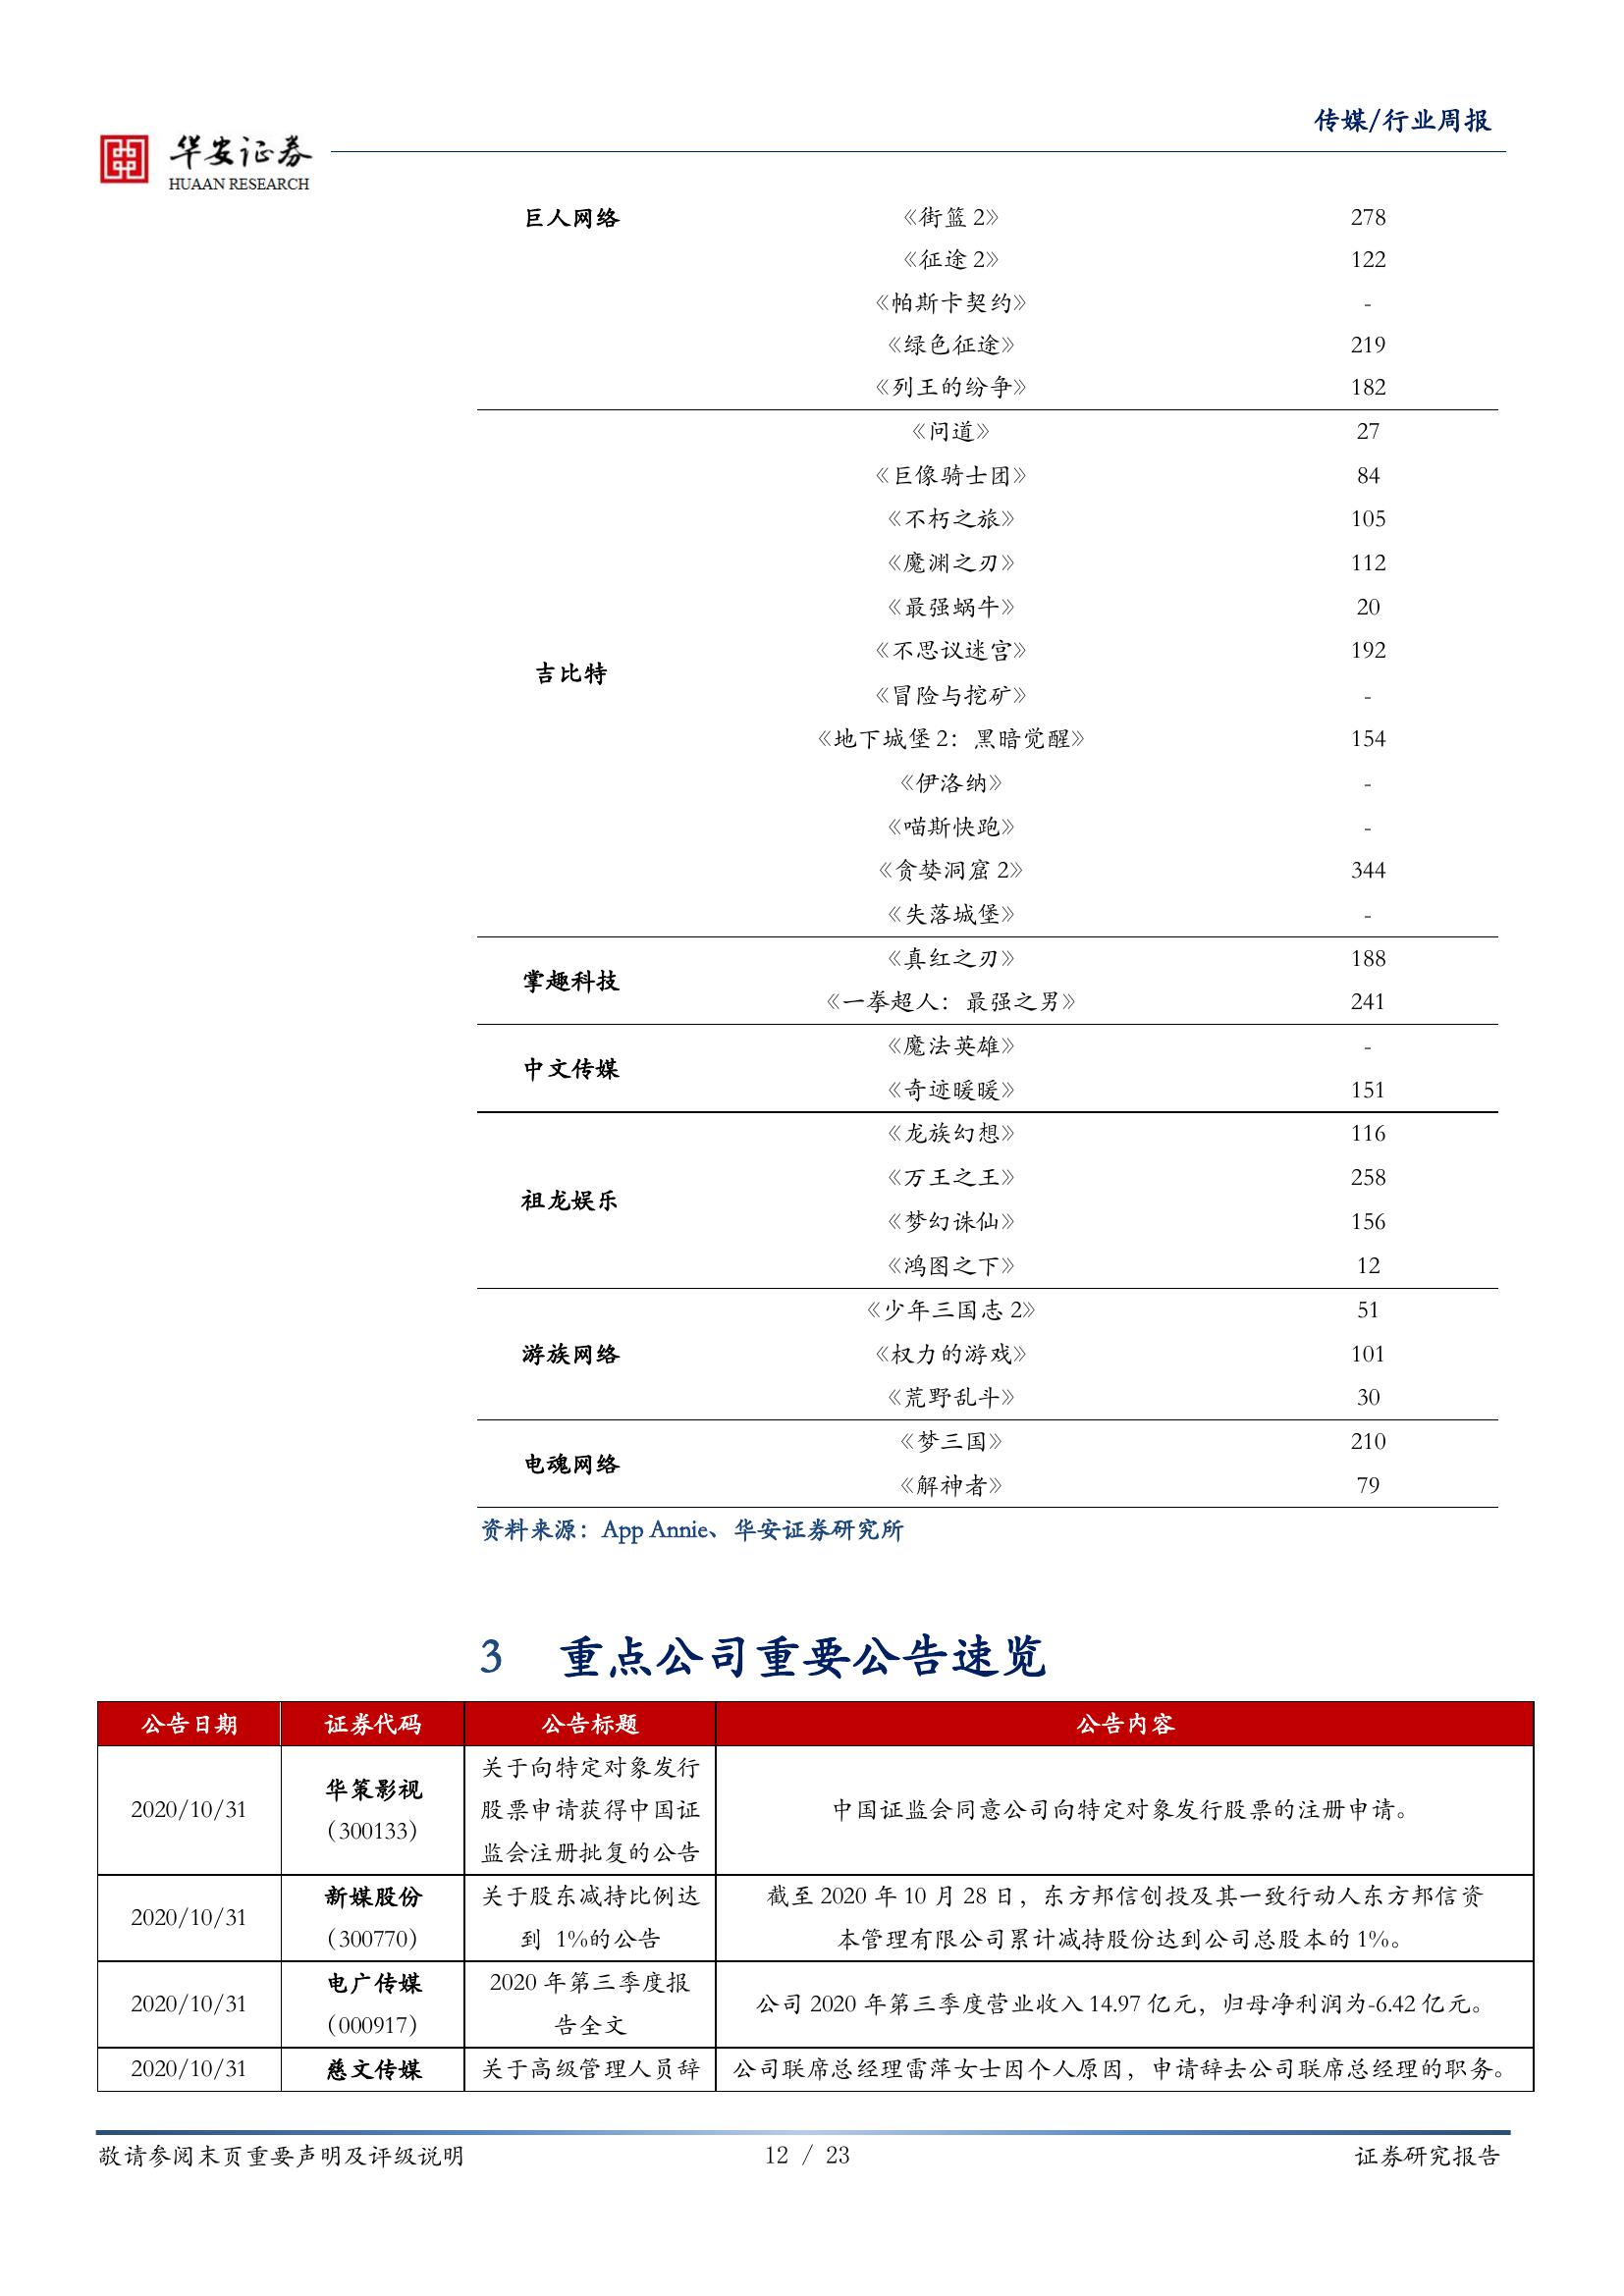 传媒/行业周报
华安证券
HUAAN RESEARCH
巨人网络 《街篮 2》 278
《征途 2》 122
《帕斯卡契约》 -
《绿色征途》 219
《列王的纷争》 182
《问道》 27
《巨像骑士团》 84
《不朽之旅》 105
《魔渊之刃》 112
《最强蜗牛》 20
《不思议迷宫》 192
吉比特
《冒险与挖矿》 -
《地下城堡 2：黑暗觉醒》 154
《伊洛纳》 -
《喵斯快跑》 -
《贪婪洞窟 2》 344
《失落城堡》 -
掌趣科技
《真红之刃》 188
《一拳超人：最强之男》 241
中文传媒
《魔法英雄》 -
《奇迹暖暖》 151
祖龙娱乐
《龙族幻想》 116
《万王之王》 258
《梦幻诛仙》 156
《鸿图之下》 12
游族网络
《少年三国志 2》 51
《权力的游戏》 101
《荒野乱斗》 30
电魂网络
《梦三国》 210
《解神者》 79
资料来源：App Annie、华安证券研究所
3 重点公司重要公告速览
公告日期 证券代码 公告标题 公告内容
2020/10/31
华策影视
（300133）
关于向特定对象发行
股票申请获得中国证
监会注册批复的公告
中国证监会同意公司向特定对象发行股票的注册申请。
2020/10/31
新媒股份
（300770）
关于股东减持比例达
到 1%的公告
截至 2020 年 10 月 28 日，东方邦信创投及其一致行动人东方邦信资
本管理有限公司累计减持股份达到公司总股本的 1%。
2020/10/31
电广传媒
（000917）
2020 年第三季度报
告全文
公司 2020 年第三季度营业收入 14.97 亿元，归母净利润为-6.42 亿元。
2020/10/31 慈文传媒 关于高级管理人员辞 公司联席总经理雷萍女士因个人原因，申请辞去公司联席总经理的职务。
敬请参阅末页重要声明及评级说明 12 / 23 证券研究报告